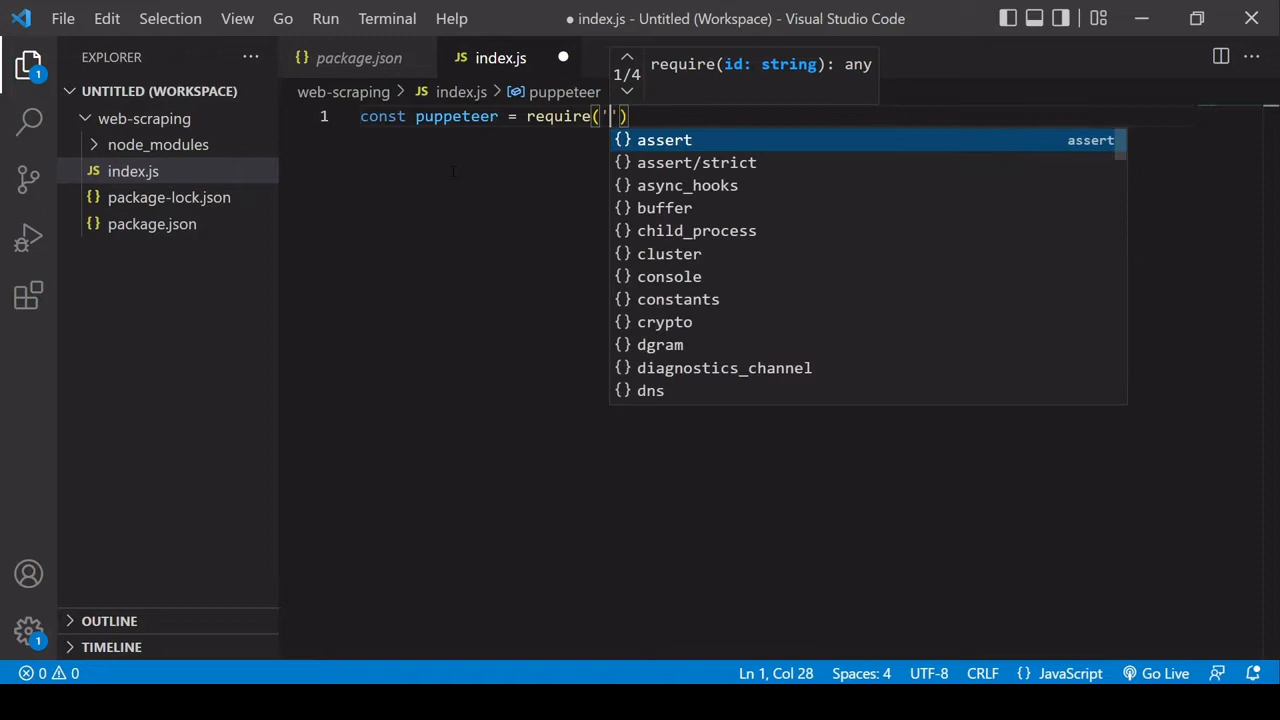 File Edit Selection View Go Run Terminal Help
● index.js - Untitled (Workspace) - Visual Studio Code
EXPLORER
{} package.json
JS index.js ●
1/4
require(id: string): any
1
UNTITLED (WORKSPACE)
web-scraping
node_modules
JS index.js
{} package-lock.json
{} package.json
web-scraping > JS index.js > puppeteer
1 const puppeteer = require('')
{} assert assert
{} assert/strict
{} async_hooks
{} buffer
{} child_process
{} cluster
{} console
{} constants
{} crypto
{} dgram
{} diagnostics_channel
{} dns
OUTLINE
TIMELINE
1
0 0
Ln 1, Col 28 Spaces: 4 UTF-8 CRLF {} JavaScript Go Live